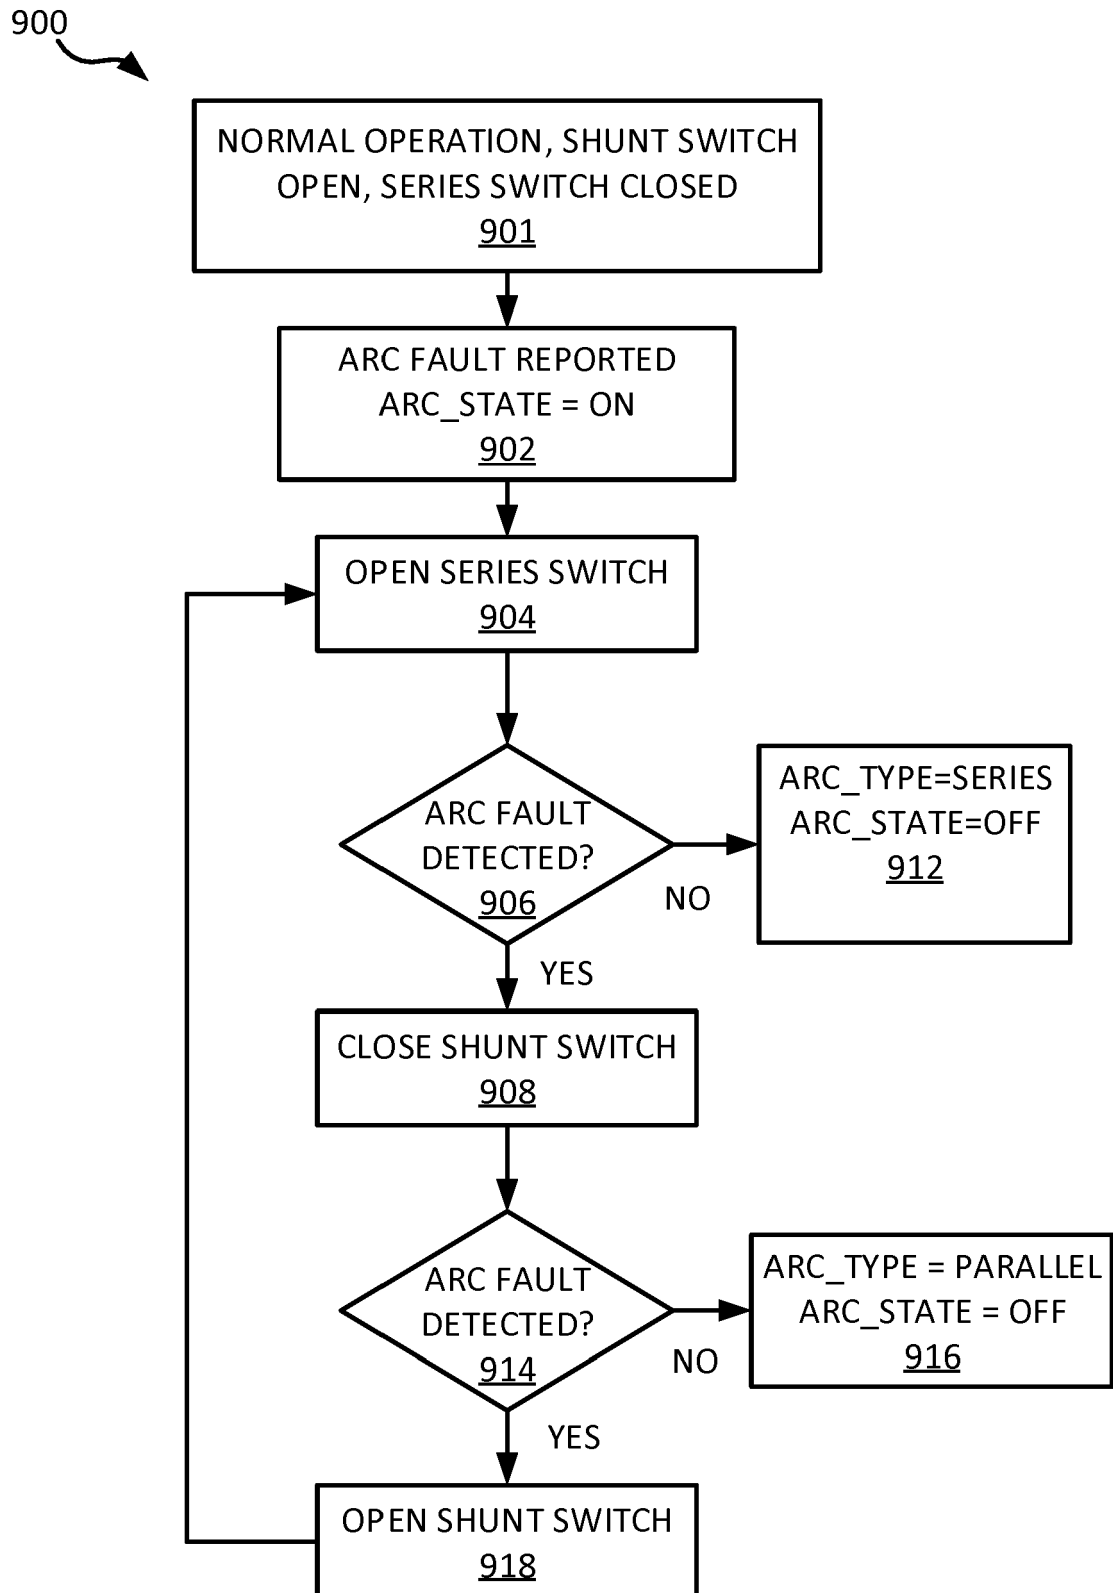 900
NORMAL OPERATION, SHUNT SWITCH
OPEN, SERIES SWITCH CLOSED
901
ARC FAULT REPORTED
ARC_STATE = ON
902
OPEN SERIES SWITCH
904
ARC FAULT
DETECTED?
906
NO
ARC_TYPE=SERIES
ARC_STATE=OFF
912
YES
CLOSE SHUNT SWITCH
908
ARC FAULT
DETECTED?
914
NO
ARC_TYPE = PARALLEL
ARC_STATE = OFF
916
YES
OPEN SHUNT SWITCH
918